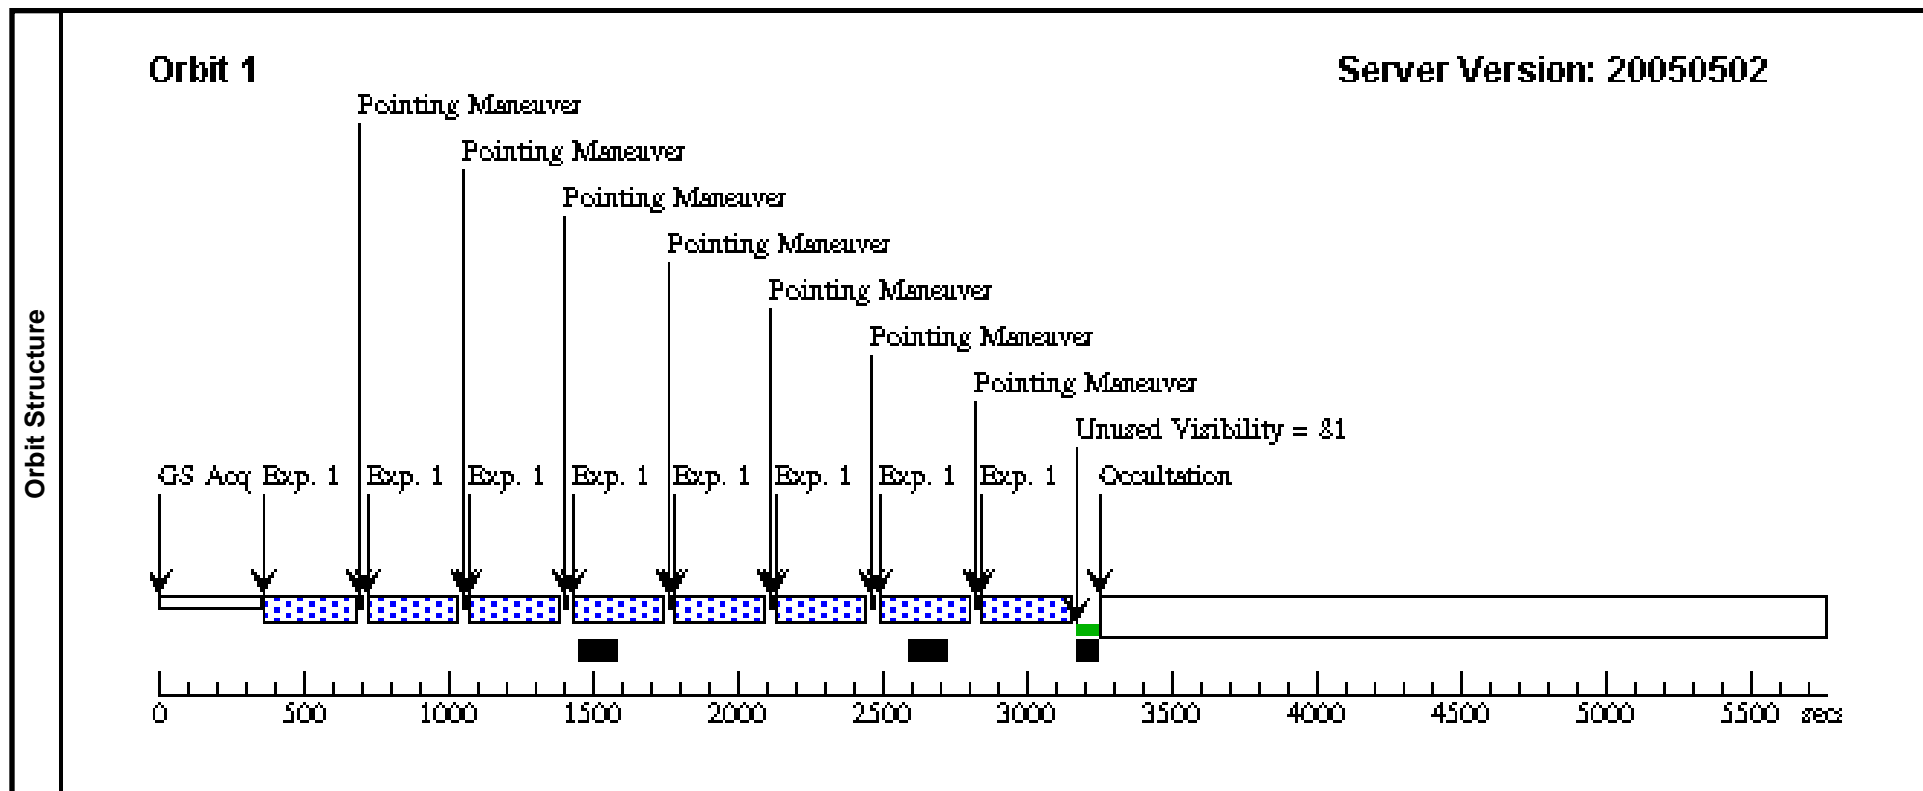 Orbit Structure
Orbit 1
Server Version: 20050502
Pointing Maneuver
Pointing Maneuver
Pointing Maneuver
Pointing Maneuver
Pointing Maneuver
Pointing Maneuver
Pointing Maneuver
Unused Visibility = 81
GS Acq Exp. 1 Exp. 1 Exp. 1 Exp. 1 Exp. 1 Exp. 1 Exp. 1 Exp. 1 Occultation
0 500 1000 1500 2000 2500 3000 3500 4000 4500 5000 5500 secs